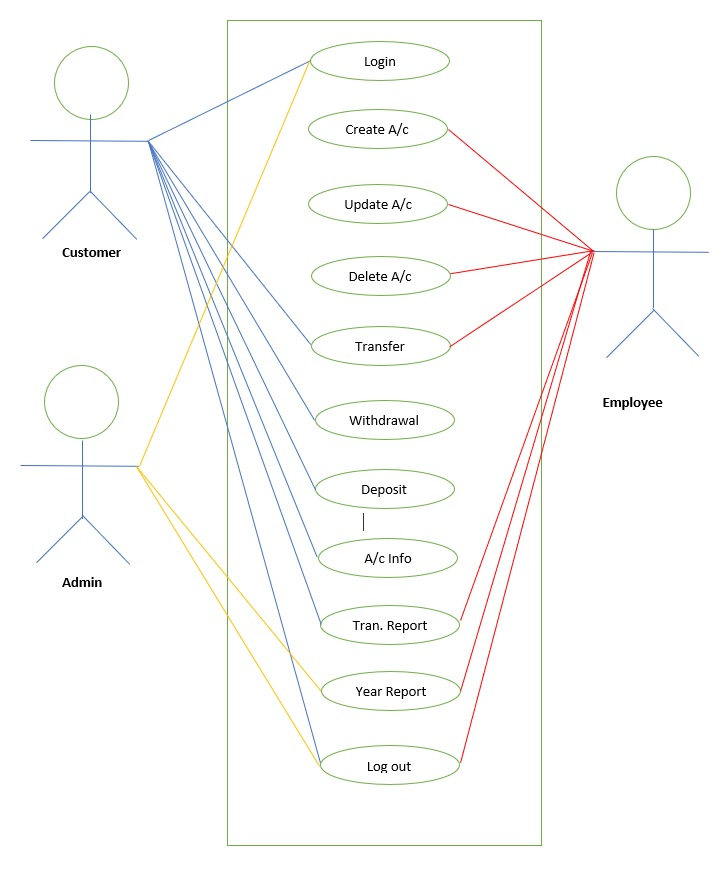 Login
Create A/c
Customer
Update A/c
Delete A/c
Transfer
Employee
Withdrawal
Deposit
A/c Info
Admin
Tran. Report
Year Report
Log out